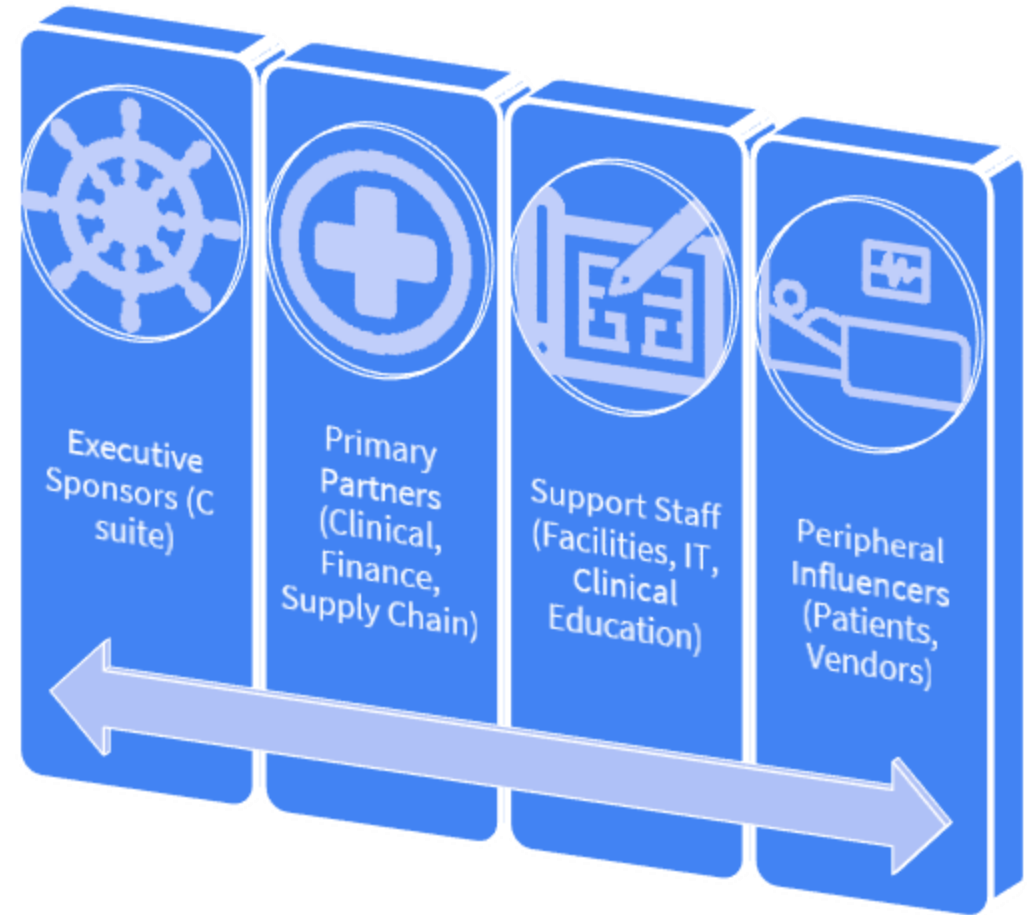 Executive
Sponsors (C
suite)
Primary
Partners
(Clinical,
Finance,
Supply Chain)
Support Staff
(Facilities, IT,
Clinical
Education)
Peripheral
Influencers
(Patients,
Vendors)